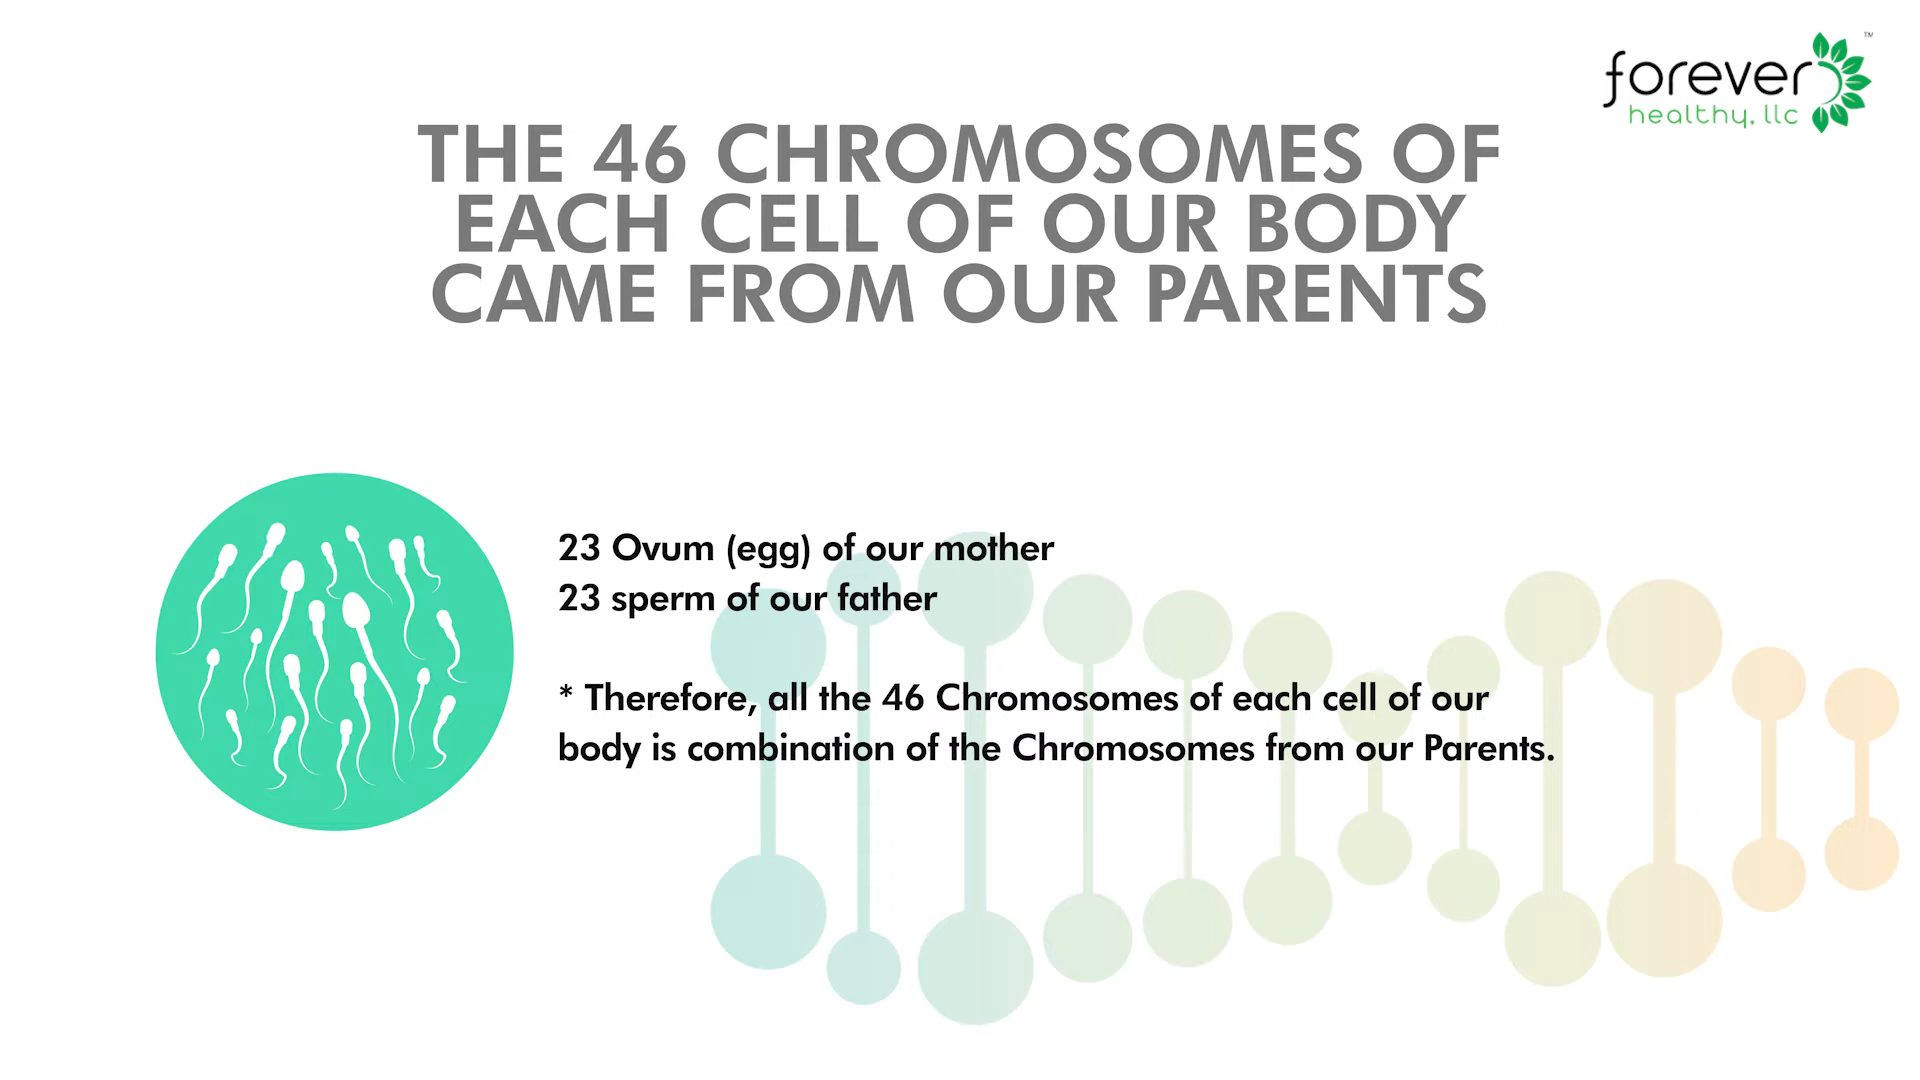 forever
TM
healthy, llc
THE 46 CHROMOSOMES OF
EACH CELL OF OUR BODY
CAME FROM OUR PARENTS
23 Ovum (egg) of our mother
23 sperm of our father
* Therefore, all the 46 Chromosomes of each cell of our
body is combination of the Chromosomes from our Parents.